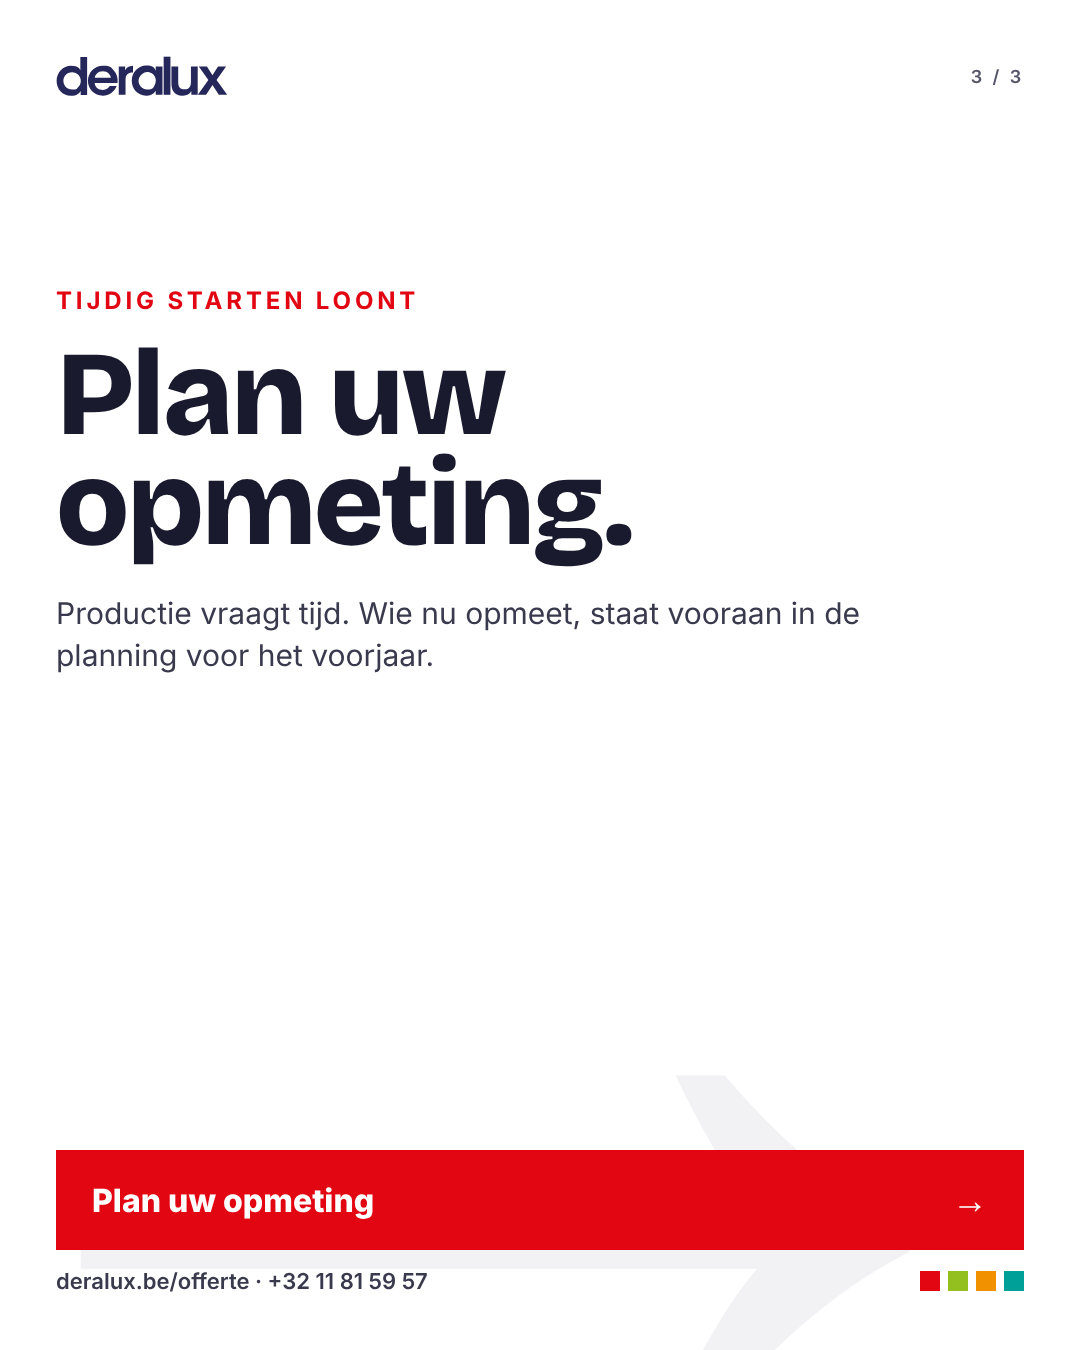 deralux
3 / 3
TIJDIG STARTEN LOONT
Plan uw
opmeting.
Productie vraagt tijd. Wie nu opmeet, staat vooraan in de
planning voor het voorjaar.
Plan uw opmeting →
deralux.be/offerte · +32 11 81 59 57